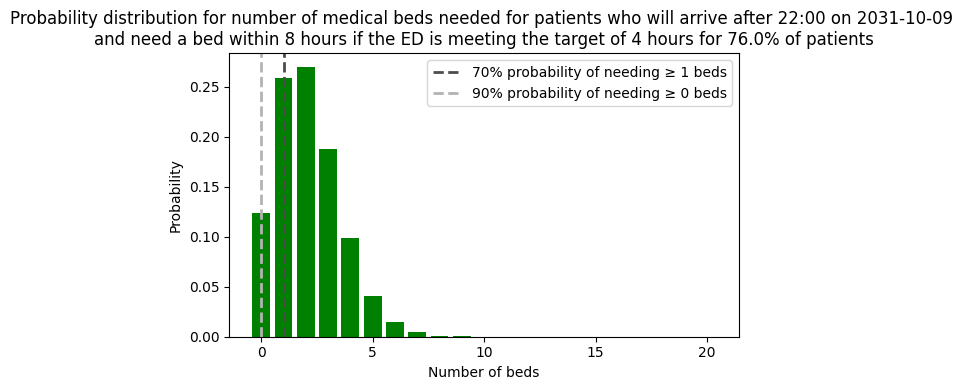 Probability distribution for number of medical beds needed for patients who will arrive after 22:00 on 2031-10-09
and need a bed within 8 hours if the ED is meeting the target of 4 hours for 76.0% of patients
70% probability of needing ≥ 1 beds
90% probability of needing ≥ 0 beds
0.25
0.20
0.15
0.10
0.05
0.00
Probability
0 5 10 15 20
Number of beds